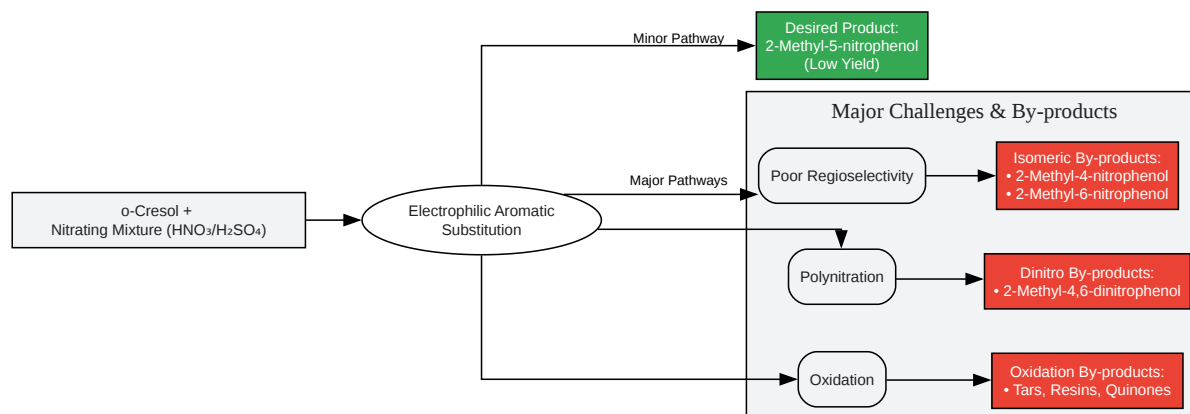 o-Cresol +
Nitrating Mixture (HNO₃/H₂SO₄)
Electrophilic Aromatic
Substitution
Minor Pathway
Desired Product:
2-Methyl-5-nitrophenol
(Low Yield)
Major Pathways
Major Challenges & By-products
Poor Regioselectivity
Isomeric By-products:
• 2-Methyl-4-nitrophenol
• 2-Methyl-6-nitrophenol
Polynitration
Dinitro By-products:
• 2-Methyl-4,6-dinitrophenol
Oxidation
Oxidation By-products:
• Tars, Resins, Quinones